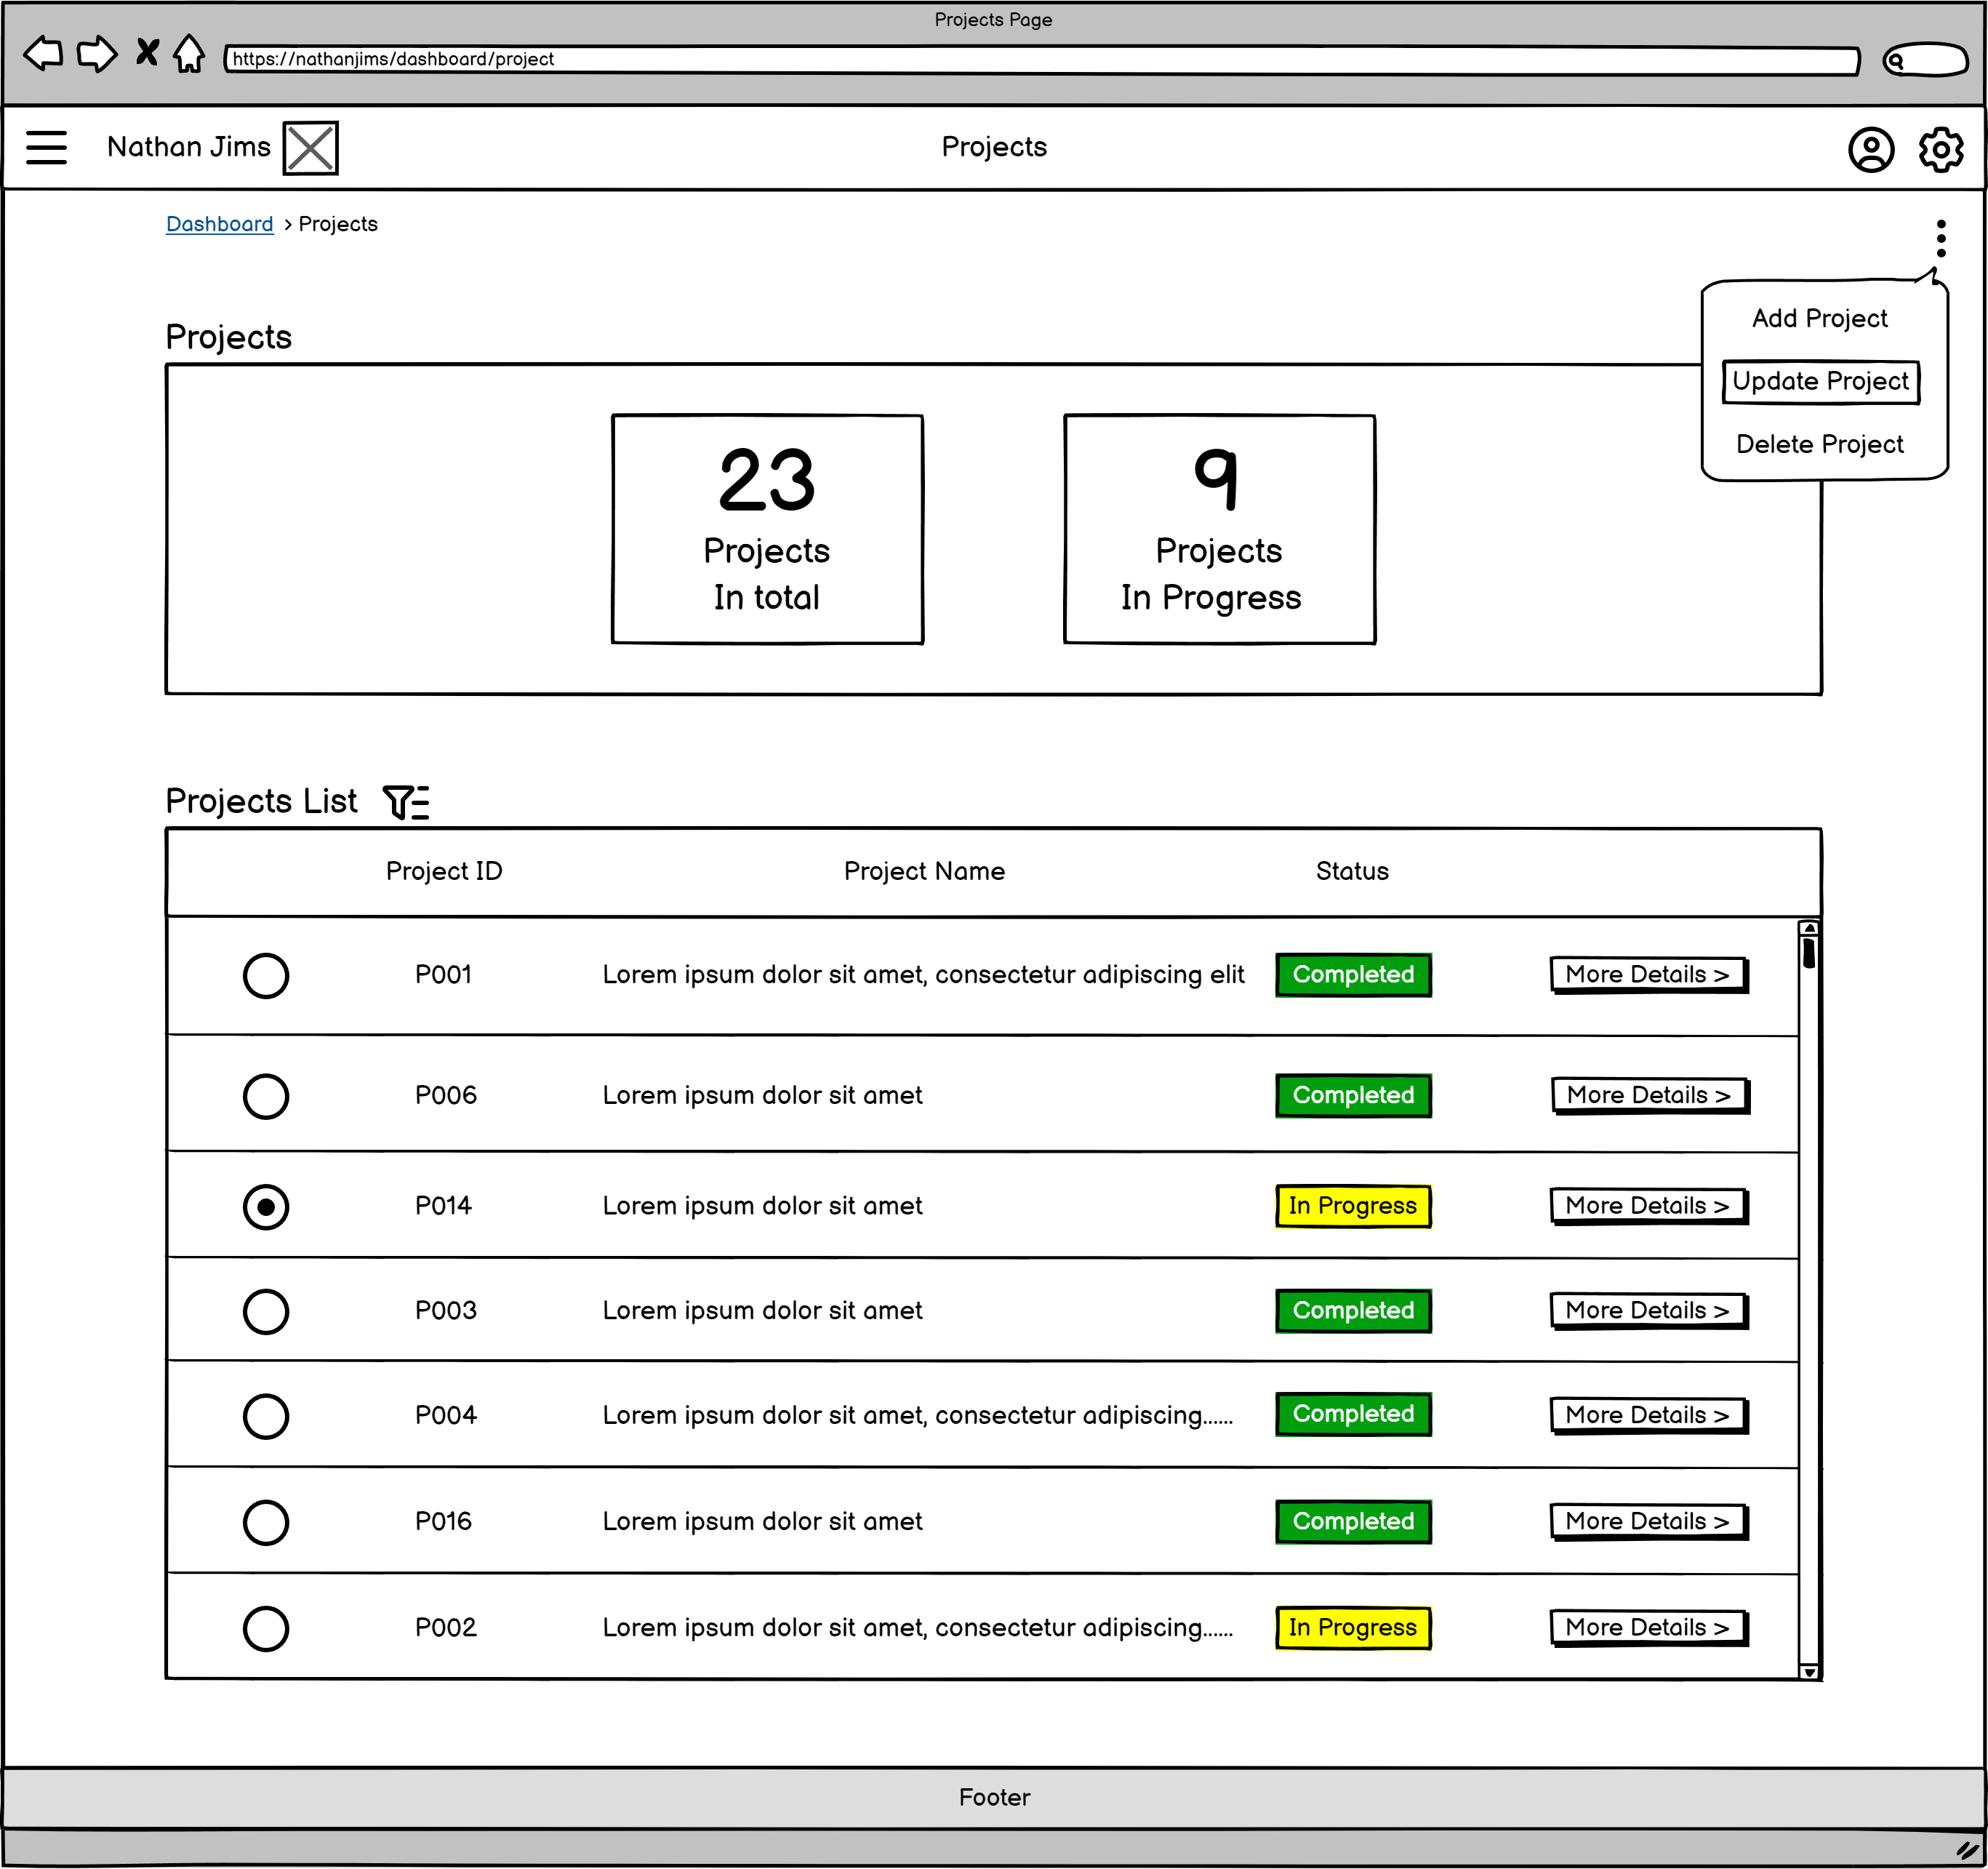 Projects Page
https://nathanjims/dashboard/project
Nathan Jims
Projects
Dashboard > Projects
Add Project
Update Project
Delete Project
Projects
23
Projects
In total
9
Projects
In Progress
Projects List
Project ID Project Name Status
P001 Lorem ipsum dolor sit amet, consectetur adipiscing elit Completed More Details >
P006 Lorem ipsum dolor sit amet Completed More Details >
P014 Lorem ipsum dolor sit amet In Progress More Details >
P003 Lorem ipsum dolor sit amet Completed More Details >
P004 Lorem ipsum dolor sit amet, consectetur adipiscing...... Completed More Details >
P016 Lorem ipsum dolor sit amet Completed More Details >
P002 Lorem ipsum dolor sit amet, consectetur adipiscing...... In Progress More Details >
Footer